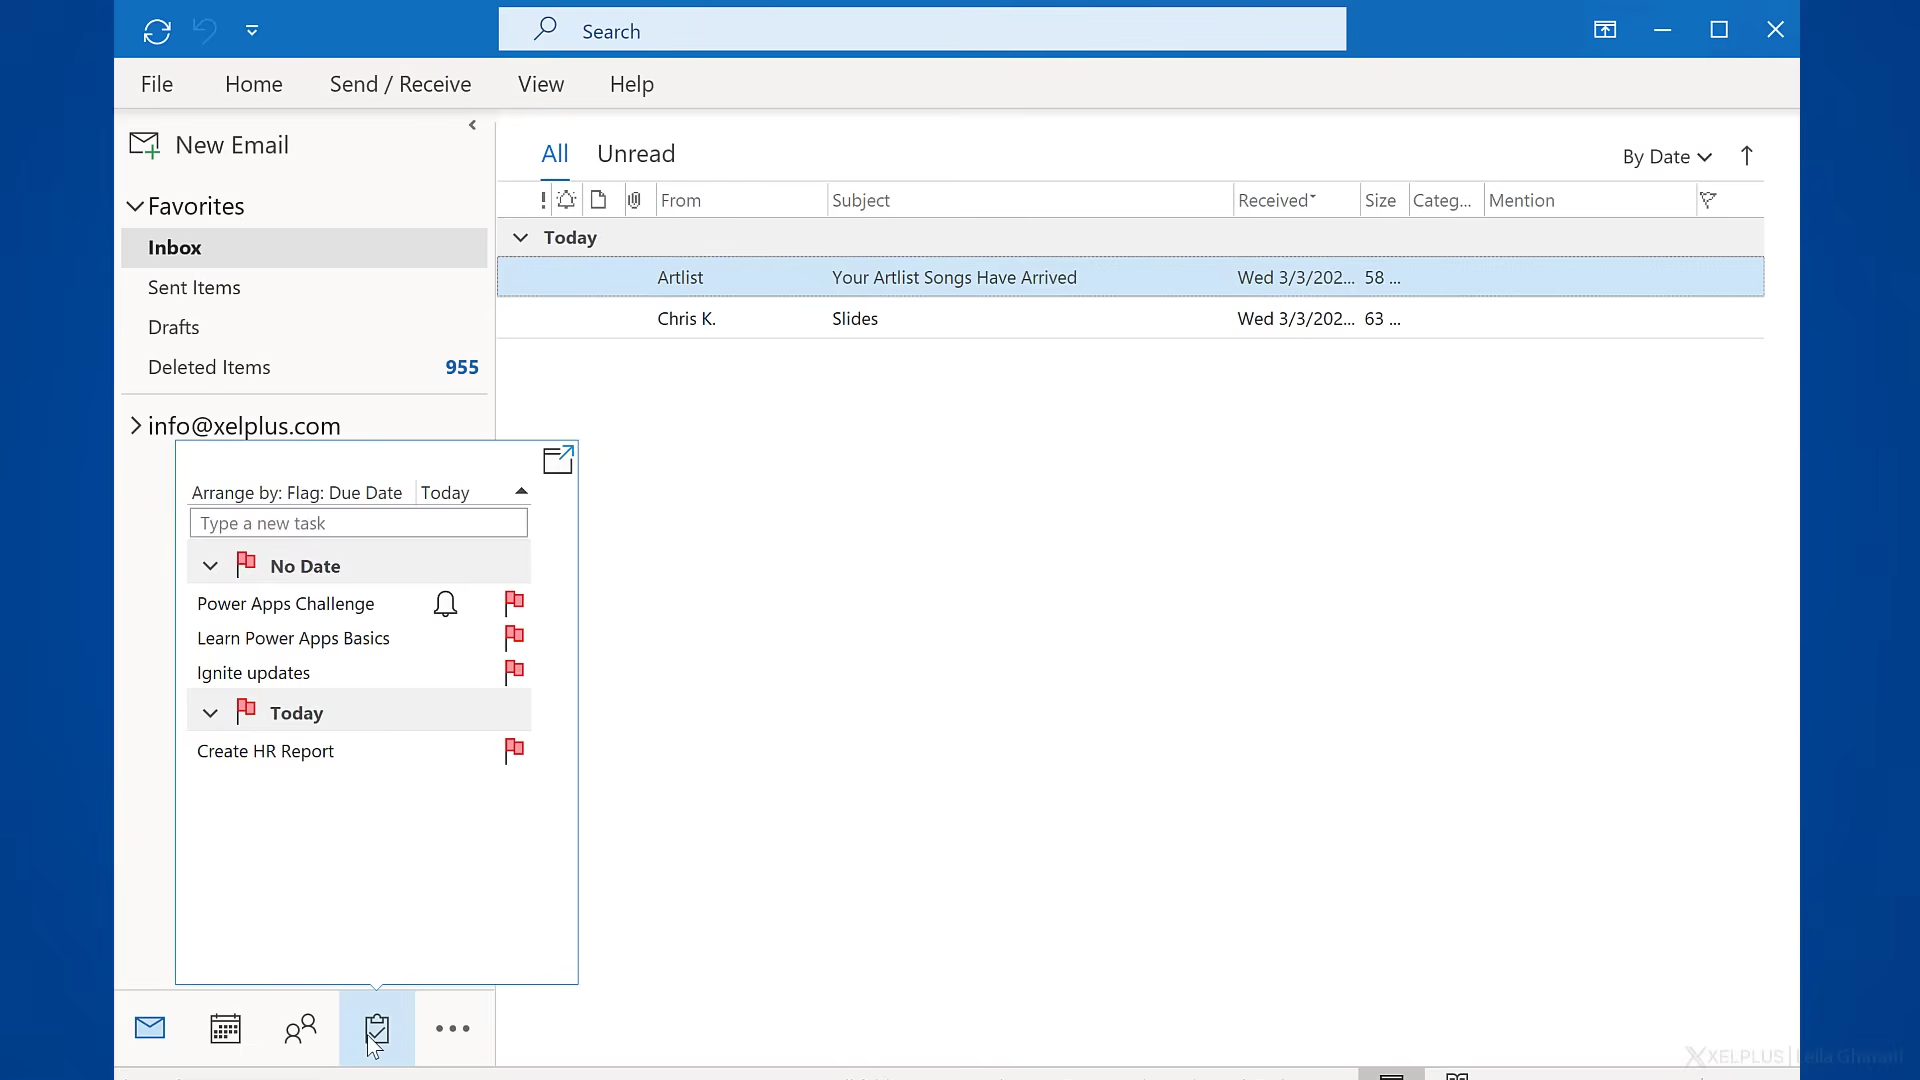 Search
File Home Send / Receive View Help
New Email
All Unread
By Date
Favorites
! From Subject Received Size Categ... Mention
Inbox
Today
Sent Items
Artlist Your Artlist Songs Have Arrived Wed 3/3/202... 58 ...
Drafts
Chris K. Slides Wed 3/3/202... 63 ...
Deleted Items 955
info@xelplus.com
Arrange by: Flag: Due Date Today
Type a new task
No Date
Power Apps Challenge
Learn Power Apps Basics
Ignite updates
Today
Create HR Report
XELPLUS | Leila Gharani